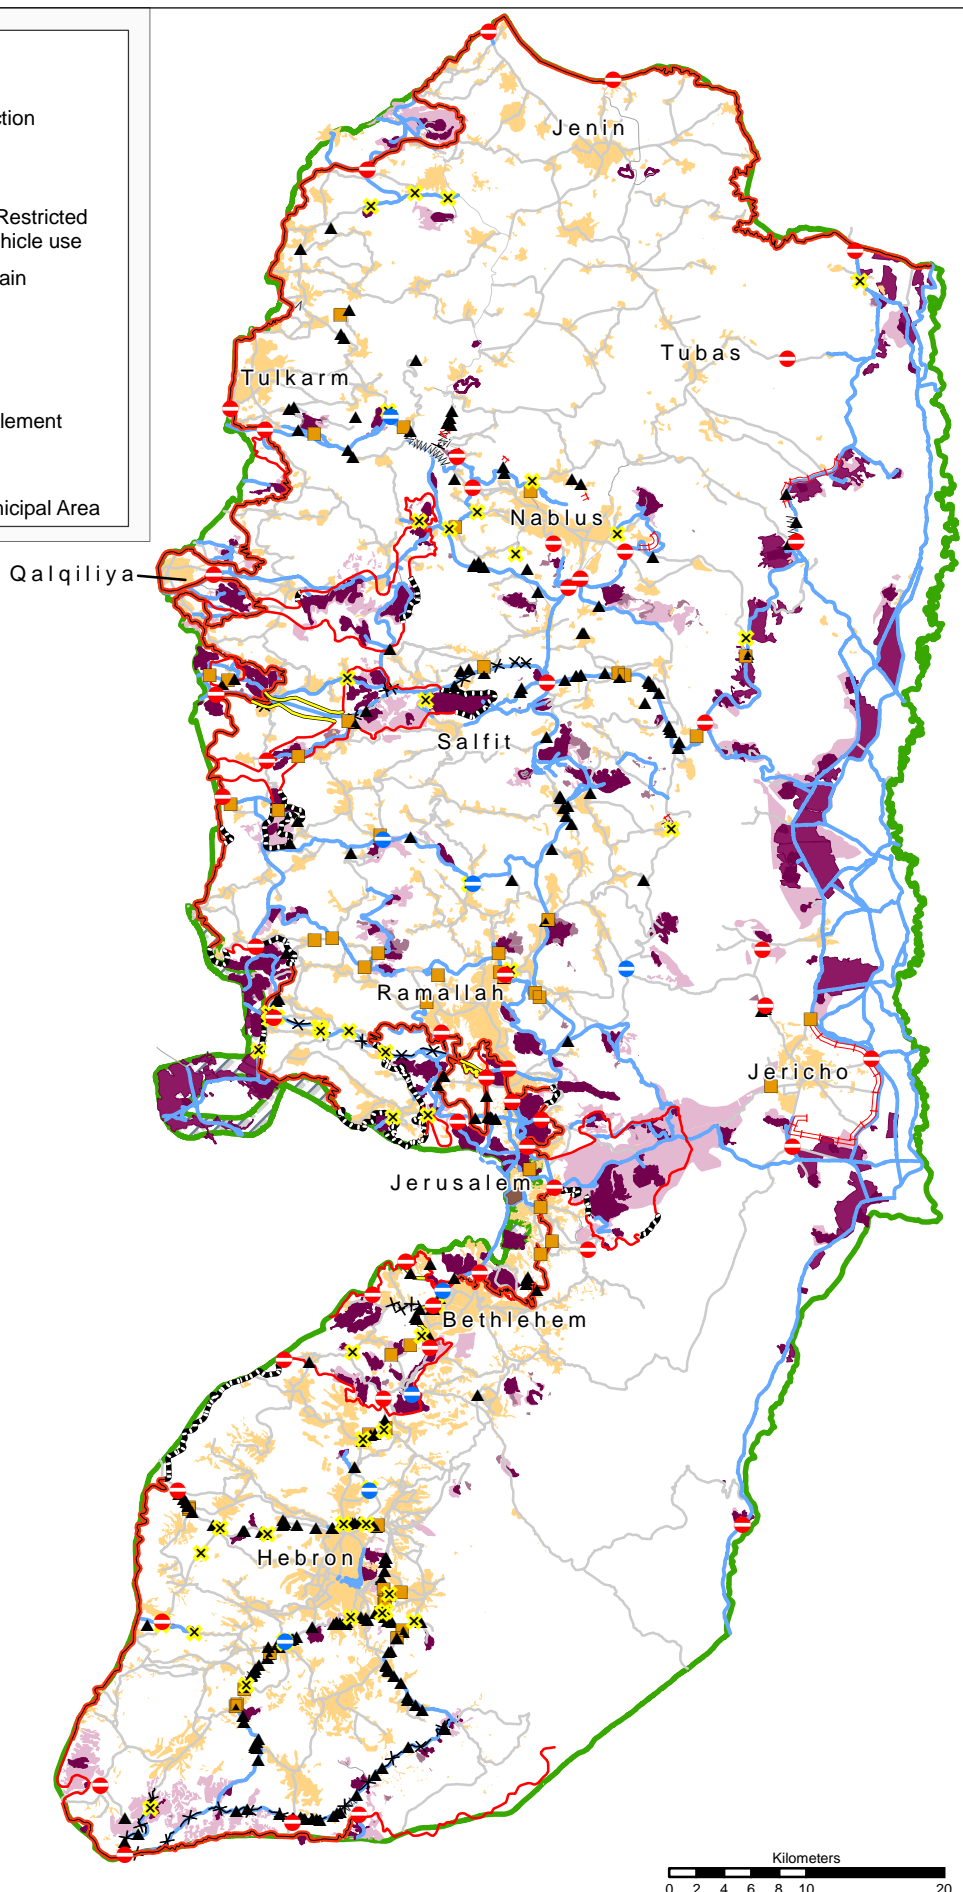 ction
Restricted
hicle use
ain
lement
nicipal Area
Jenin
Tubas
Tulkarm
Nablus
Qalqiliya
Salfit
Ramallah
Jericho
Jerusalem
Bethlehem
Hebron
Kilometers
0 2 4 6 8 10 20